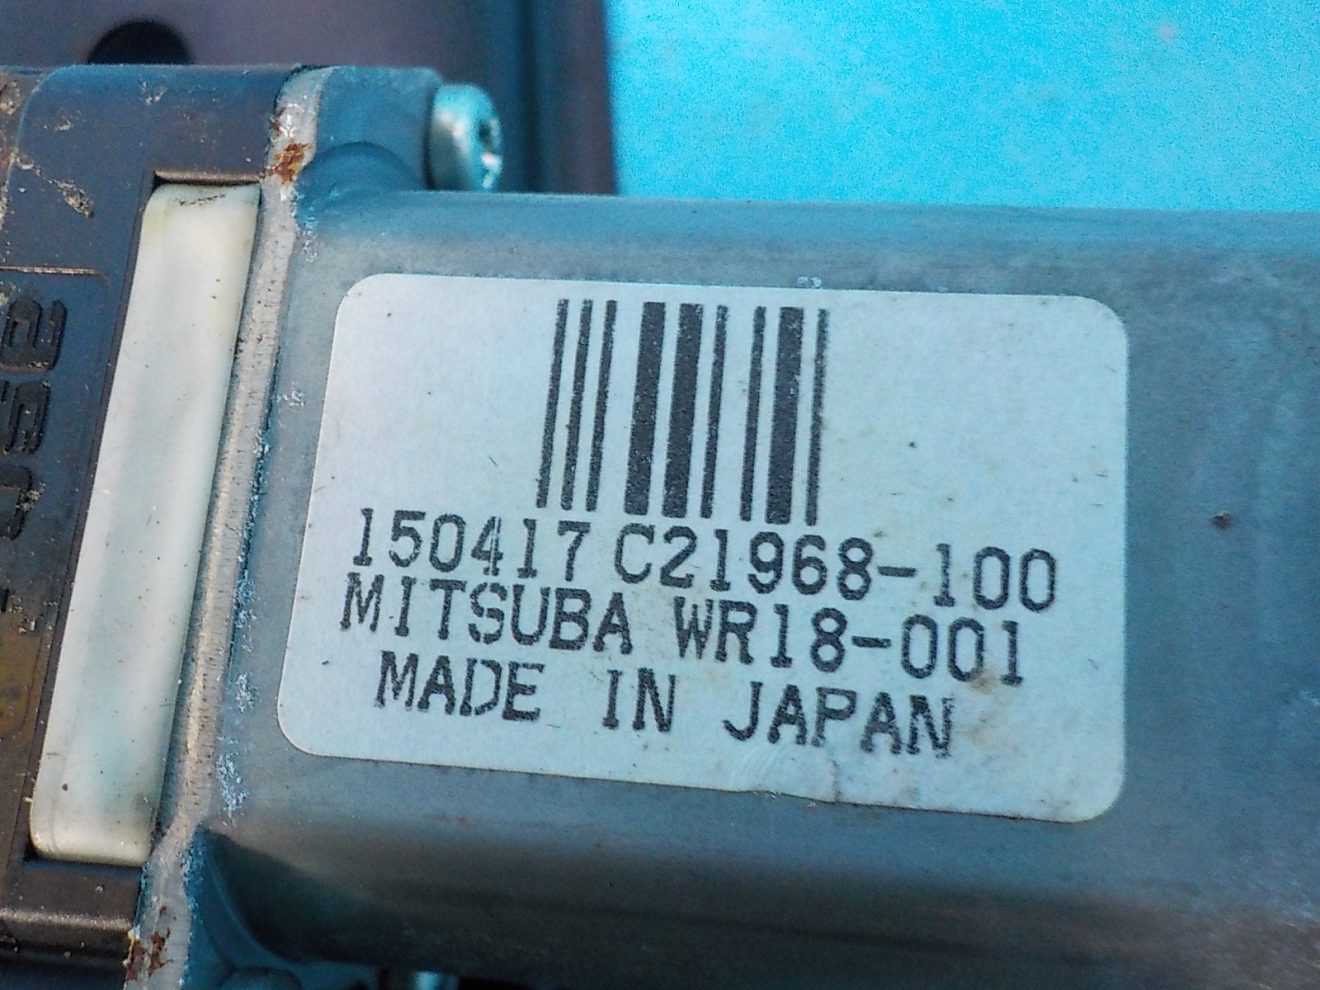 150417 C21968-100
MITSUBA WR18-001
MADE IN JAPAN